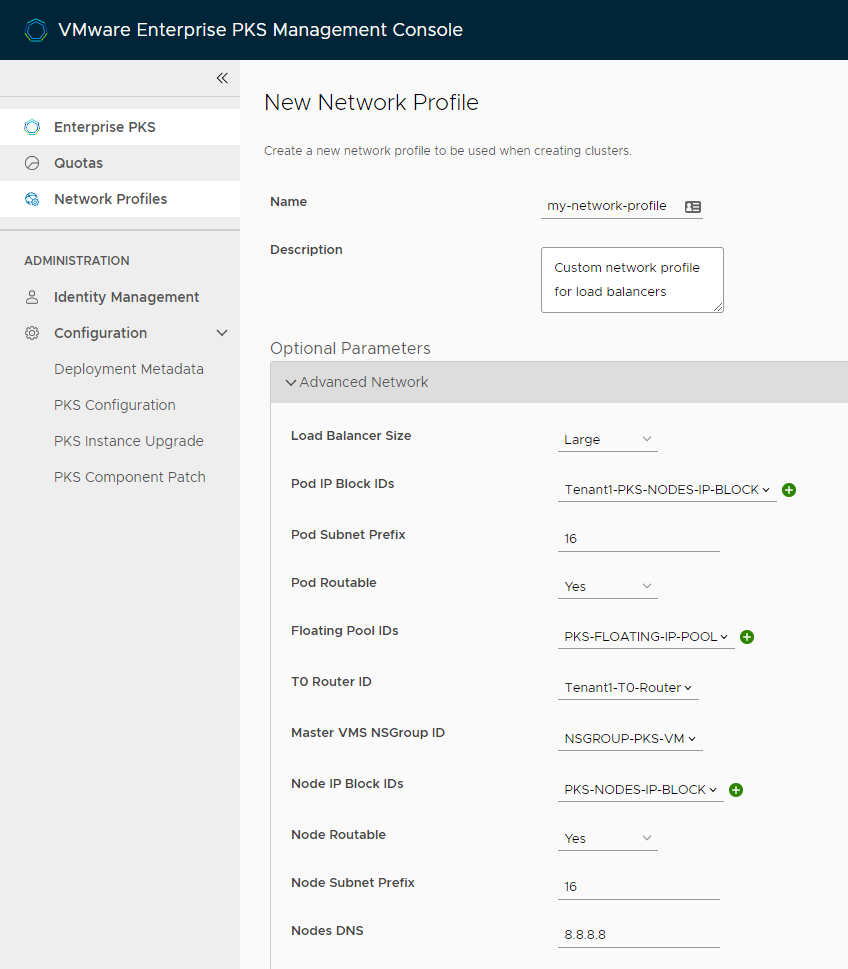 VMware Enterprise PKS Management Console
Enterprise PKS
Quotas
Network Profiles
ADMINISTRATION
Identity Management
Configuration
Deployment Metadata
PKS Configuration
PKS Instance Upgrade
PKS Component Patch
New Network Profile
Create a new network profile to be used when creating clusters.
Name my-network-profile
Description Custom network profile
for load balancers
Optional Parameters
Advanced Network
Load Balancer Size Large
Pod IP Block IDs Tenant1-PKS-NODES-IP-BLOCK
Pod Subnet Prefix 16
Pod Routable Yes
Floating Pool IDs PKS-FLOATING-IP-POOL
T0 Router ID Tenant1-T0-Router
Master VMS NSGroup ID NSGROUP-PKS-VM
Node IP Block IDs PKS-NODES-IP-BLOCK
Node Routable Yes
Node Subnet Prefix 16
Nodes DNS 8.8.8.8